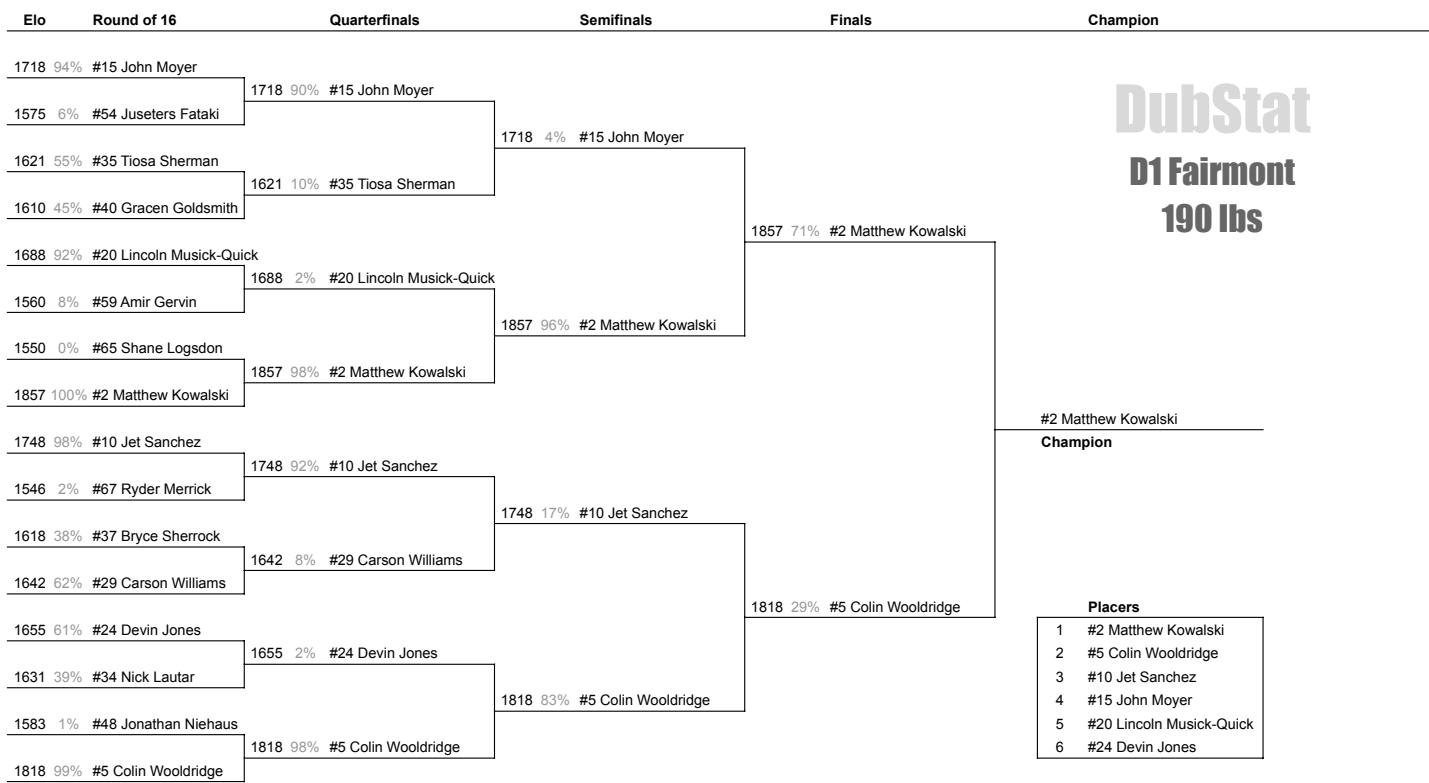 Elo Round of 16 Quarterfinals Semifinals Finals Champion
1718 94% #15 John Moyer
1718 90% #15 John Moyer
1575 6% #54 Juseters Fataki
1718 4% #15 John Moyer
1621 55% #35 Tiosa Sherman
1621 10% #35 Tiosa Sherman
1610 45% #40 Gracen Goldsmith
1857 71% #2 Matthew Kowalski
1688 92% #20 Lincoln Musick-Quick
1688 2% #20 Lincoln Musick-Quick
1560 8% #59 Amir Gervin
1857 96% #2 Matthew Kowalski
1550 0% #65 Shane Logsdon
1857 98% #2 Matthew Kowalski
1857 100% #2 Matthew Kowalski
#2 Matthew Kowalski
Champion
1748 98% #10 Jet Sanchez
1748 92% #10 Jet Sanchez
1546 2% #67 Ryder Merrick
1748 17% #10 Jet Sanchez
1618 38% #37 Bryce Sherrock
1642 8% #29 Carson Williams
1642 62% #29 Carson Williams
1818 29% #5 Colin Wooldridge
1655 61% #24 Devin Jones
1655 2% #24 Devin Jones
1631 39% #34 Nick Lautar
1818 83% #5 Colin Wooldridge
1583 1% #48 Jonathan Niehaus
1818 98% #5 Colin Wooldridge
1818 99% #5 Colin Wooldridge
DubStat
D1 Fairmont
190 lbs
Placers
1 #2 Matthew Kowalski
2 #5 Colin Wooldridge
3 #10 Jet Sanchez
4 #15 John Moyer
5 #20 Lincoln Musick-Quick
6 #24 Devin Jones